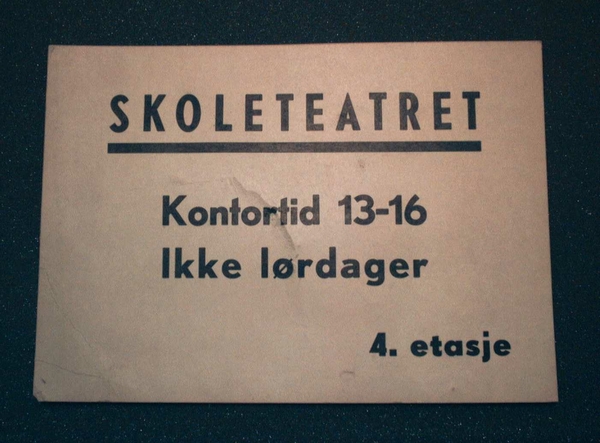 SKOLETEATRET
Kontortid 13-16
Ikke lørdager
4. etasje